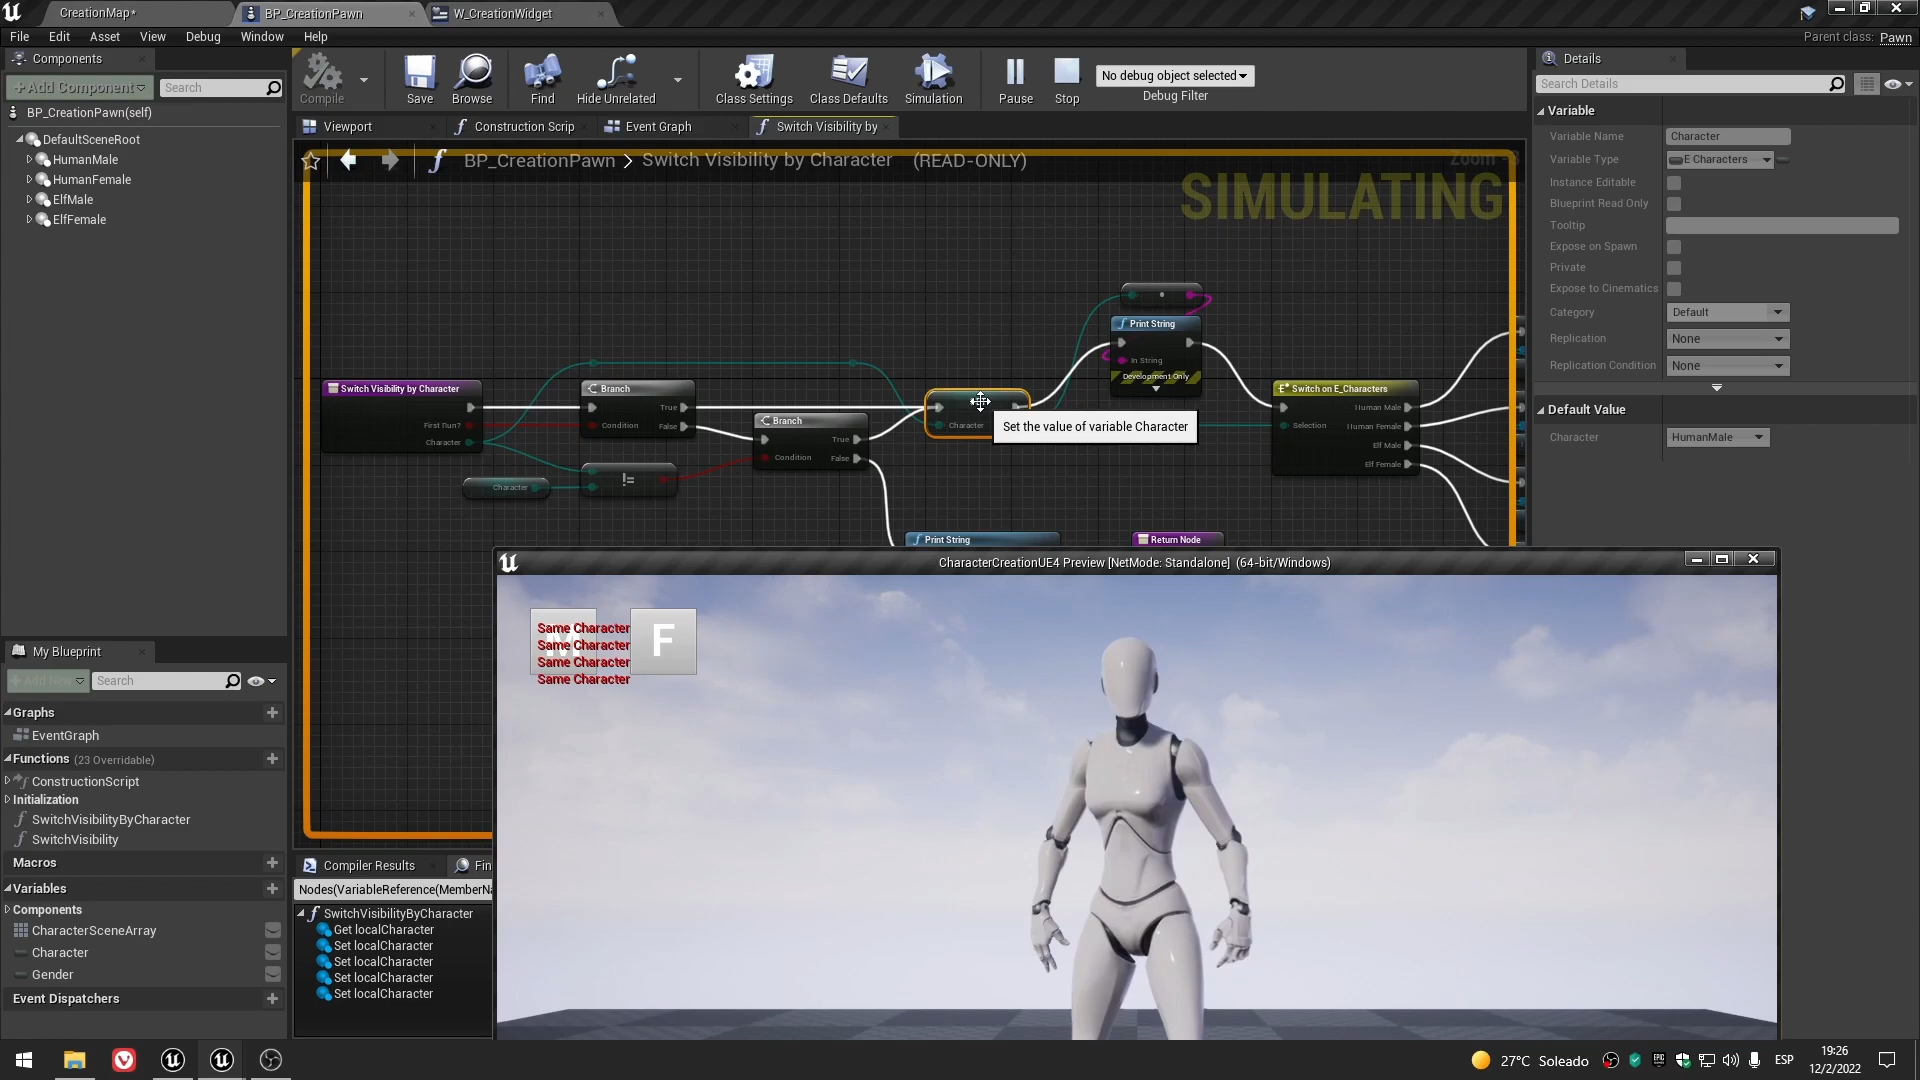 CreationMap*
BP_CreationPawn
W_CreationWidget
File Edit Asset View Debug Window Help
Parent class: Pawn
Components
+Add Component
Search
BP_CreationPawn(self)
DefaultSceneRoot
HumanMale
HumanFemale
ElfMale
ElfFemale
Compile
Save
Browse
Find
Hide Unrelated
Class Settings
Class Defaults
Simulation
Pause
Stop
No debug object selected
Debug Filter
Viewport
Construction Scrip
Event Graph
Switch Visibility by
BP_CreationPawn > Switch Visibility by Character (READ-ONLY)
SIMULATING
Switch Visibility by Character
First Run?
Character
Branch
True
Condition
False
Branch
True
Condition
False
Character
!=
Character
Set the value of variable Character
Print String
In String
Development Only
Switch on E_Characters
Human Male
Selection
Human Female
Elf Male
Elf Female
Print String
Return Node
CharacterCreationUE4 Preview [NetMode: Standalone] (64-bit/Windows)
M
F
Same Character
Same Character
Same Character
Same Character
My Blueprint
+Add New
Search
Graphs
EventGraph
Functions (23 Overridable)
ConstructionScript
Initialization
SwitchVisibilityByCharacter
SwitchVisibility
Macros
Variables
Components
CharacterSceneArray
Character
Gender
Event Dispatchers
Compiler Results
Fin
Nodes(VariableReference(MemberNa
SwitchVisibilityByCharacter
Get localCharacter
Set localCharacter
Set localCharacter
Set localCharacter
Set localCharacter
Details
Search Details
Variable
Variable Name Character
Variable Type E Characters
Instance Editable
Blueprint Read Only
Tooltip
Expose on Spawn
Private
Expose to Cinematics
Category Default
Replication None
Replication Condition None
Default Value
Character HumanMale
27°C Soleado
ESP
19:26
12/2/2022